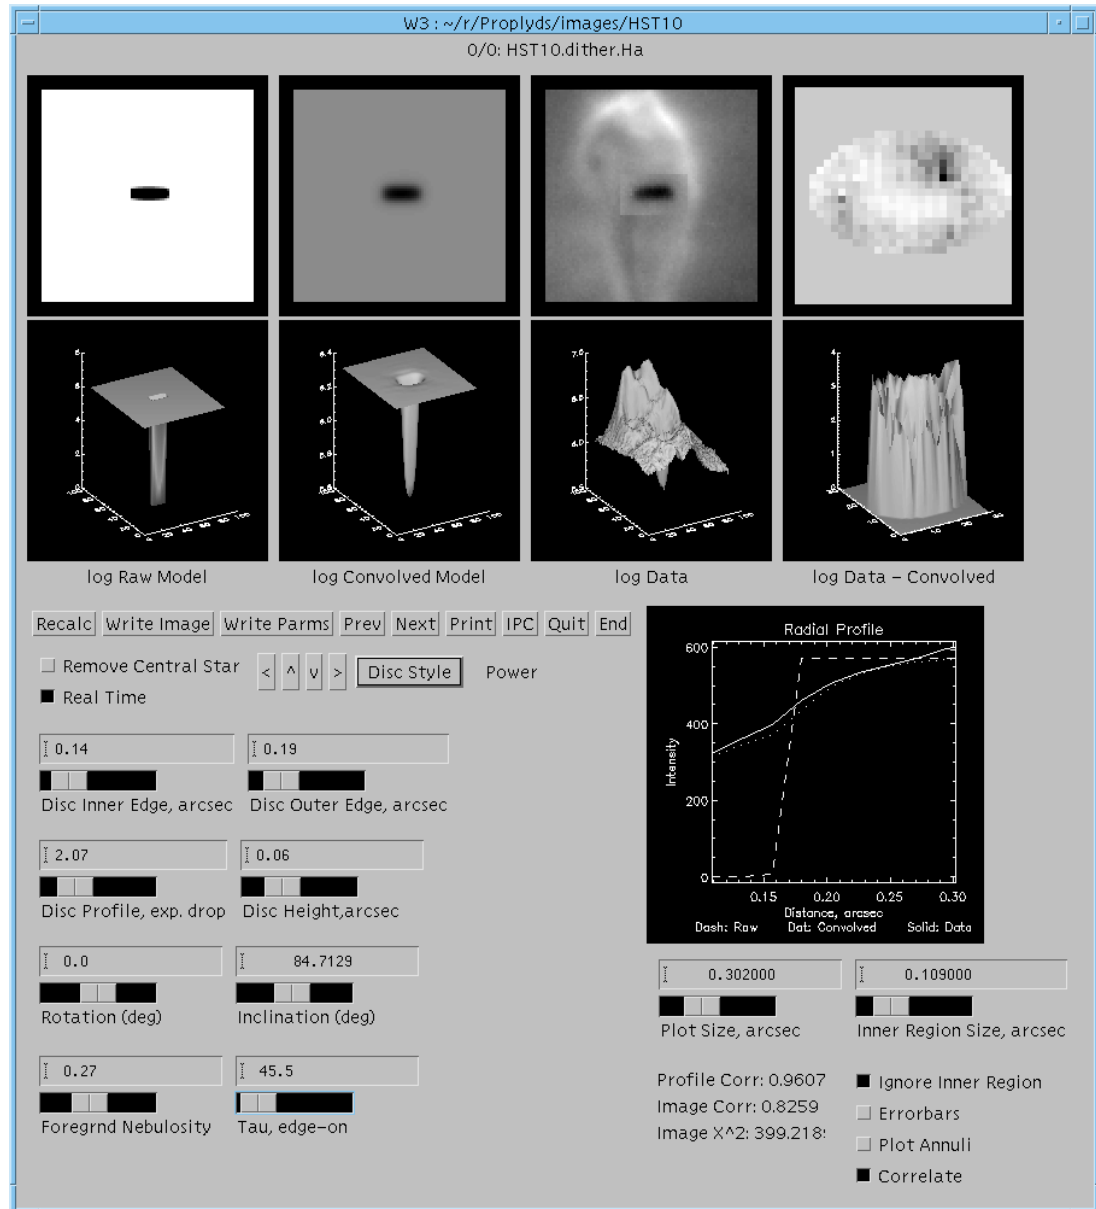 W3 : ~/r/Proplyds/images/HST10
0/0: HST10.dither.Ha
log Raw Model
log Convolved Model
log Data
log Data – Convolved
Recalc Write Image Write Parms Prev Next Print IPC Quit End
Remove Central Star
< ^ v > Disc Style Power
Real Time
0.14
0.19
Disc Inner Edge, arcsec
Disc Outer Edge, arcsec
2.07
0.06
Disc Profile, exp. drop
Disc Height,arcsec
0.0
84.7129
Rotation (deg)
Inclination (deg)
0.27
45.5
Foregrnd Nebulosity
Tau, edge–on
Radial Profile
600
400
200
0
Intensity
0.15 0.20 0.25 0.30
Distance, arcsec
Dash: Raw Dot: Convolved Solid: Data
0.302000
0.109000
Plot Size, arcsec
Inner Region Size, arcsec
Profile Corr: 0.9607
Image Corr: 0.8259
Image X^2: 399.218
Ignore Inner Region
Errorbars
Plot Annuli
Correlate